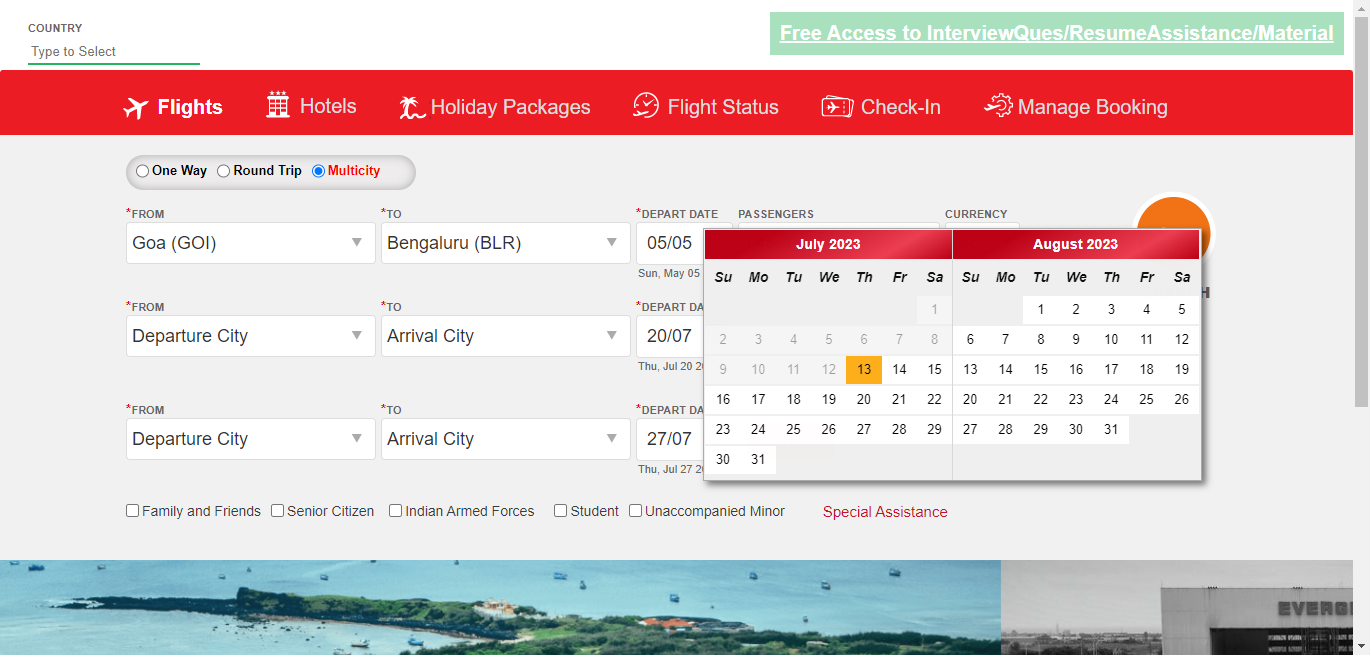 COUNTRY
Type to Select
Free Access to InterviewQues/ResumeAssistance/Material
Flights
Hotels
Holiday Packages
Flight Status
Check-In
Manage Booking
One Way
Round Trip
Multicity
*FROM
*TO
*DEPART DATE
PASSENGERS
CURRENCY
Goa (GOI)
Bengaluru (BLR)
05/05
Sun, May 05
*FROM
*TO
*DEPART DA
Departure City
Arrival City
20/07
Thu, Jul 20 20
*FROM
*TO
*DEPART DA
Departure City
Arrival City
27/07
Thu, Jul 27 20
July 2023
Su Mo Tu We Th Fr Sa
1
2 3 4 5 6 7 8
9 10 11 12 13 14 15
16 17 18 19 20 21 22
23 24 25 26 27 28 29
30 31
August 2023
Su Mo Tu We Th Fr Sa
1 2 3 4 5
6 7 8 9 10 11 12
13 14 15 16 17 18 19
20 21 22 23 24 25 26
27 28 29 30 31
H
Family and Friends
Senior Citizen
Indian Armed Forces
Student
Unaccompanied Minor
Special Assistance
EVERG